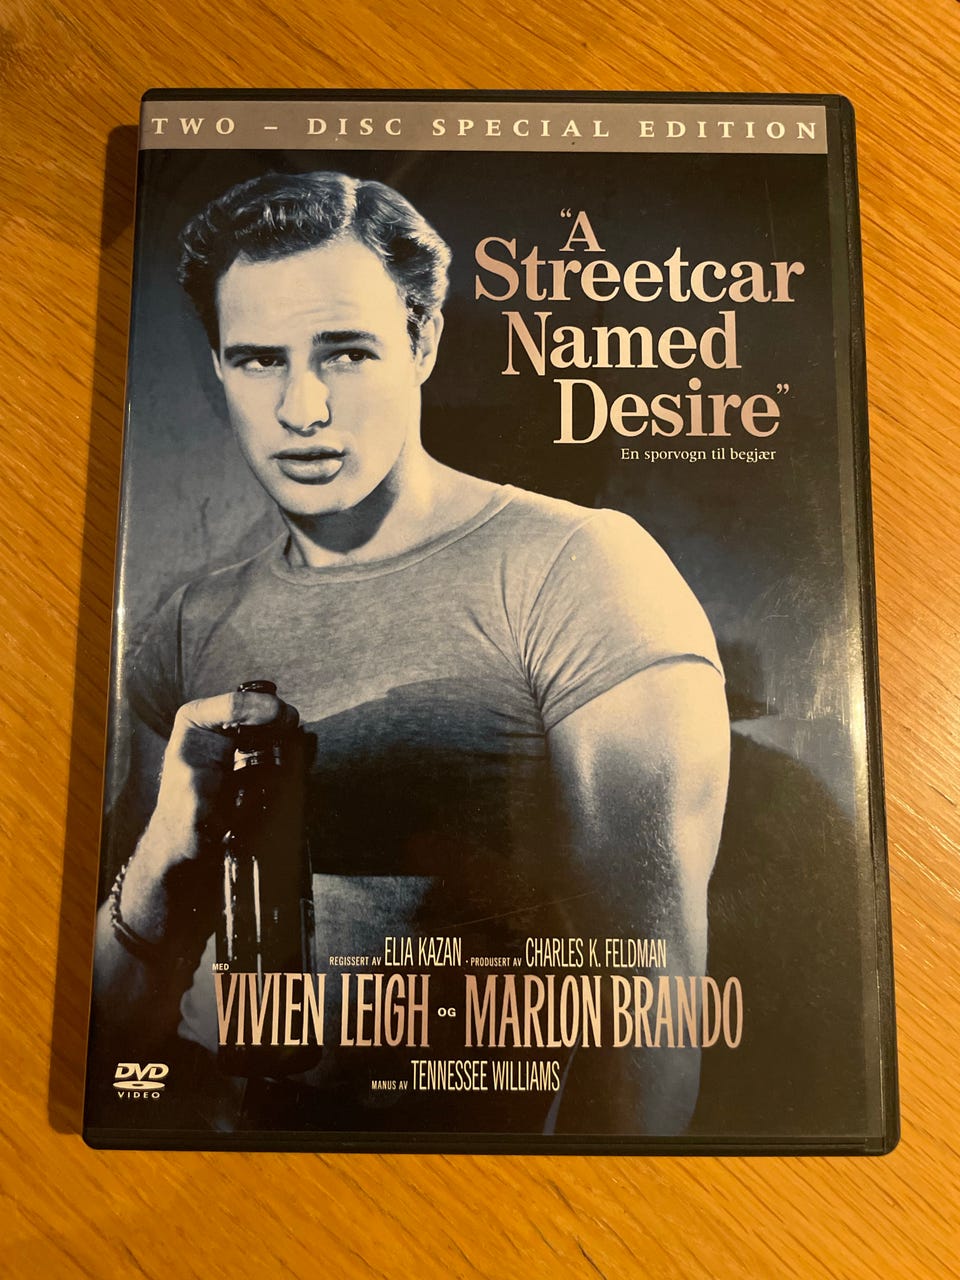 TWO - DISC SPECIAL EDITION
"A
Streetcar
Named
Desire"
En sporvogn til begjær
REGISSERT AV ELIA KAZAN · PRODUSERT AV CHARLES K. FELDMAN
MED
VIVIEN LEIGH OG MARLON BRANDO
MANUS AV TENNESSEE WILLIAMS
DVD
VIDEO